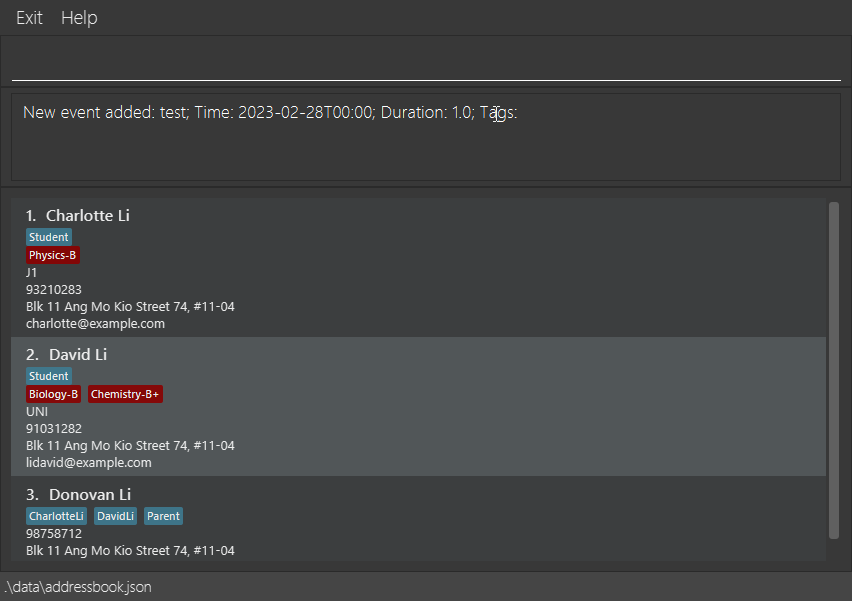 Exit Help
New event added: test; Time: 2023-02-28T00:00; Duration: 1.0; Tags:
1. Charlotte Li
Student
Physics-B
J1
93210283
Blk 11 Ang Mo Kio Street 74, #11-04
charlotte@example.com
2. David Li
Student
Biology-B Chemistry-B+
UNI
91031282
Blk 11 Ang Mo Kio Street 74, #11-04
lidavid@example.com
3. Donovan Li
CharlotteLi DavidLi Parent
98758712
Blk 11 Ang Mo Kio Street 74, #11-04
.\data\addressbook.json